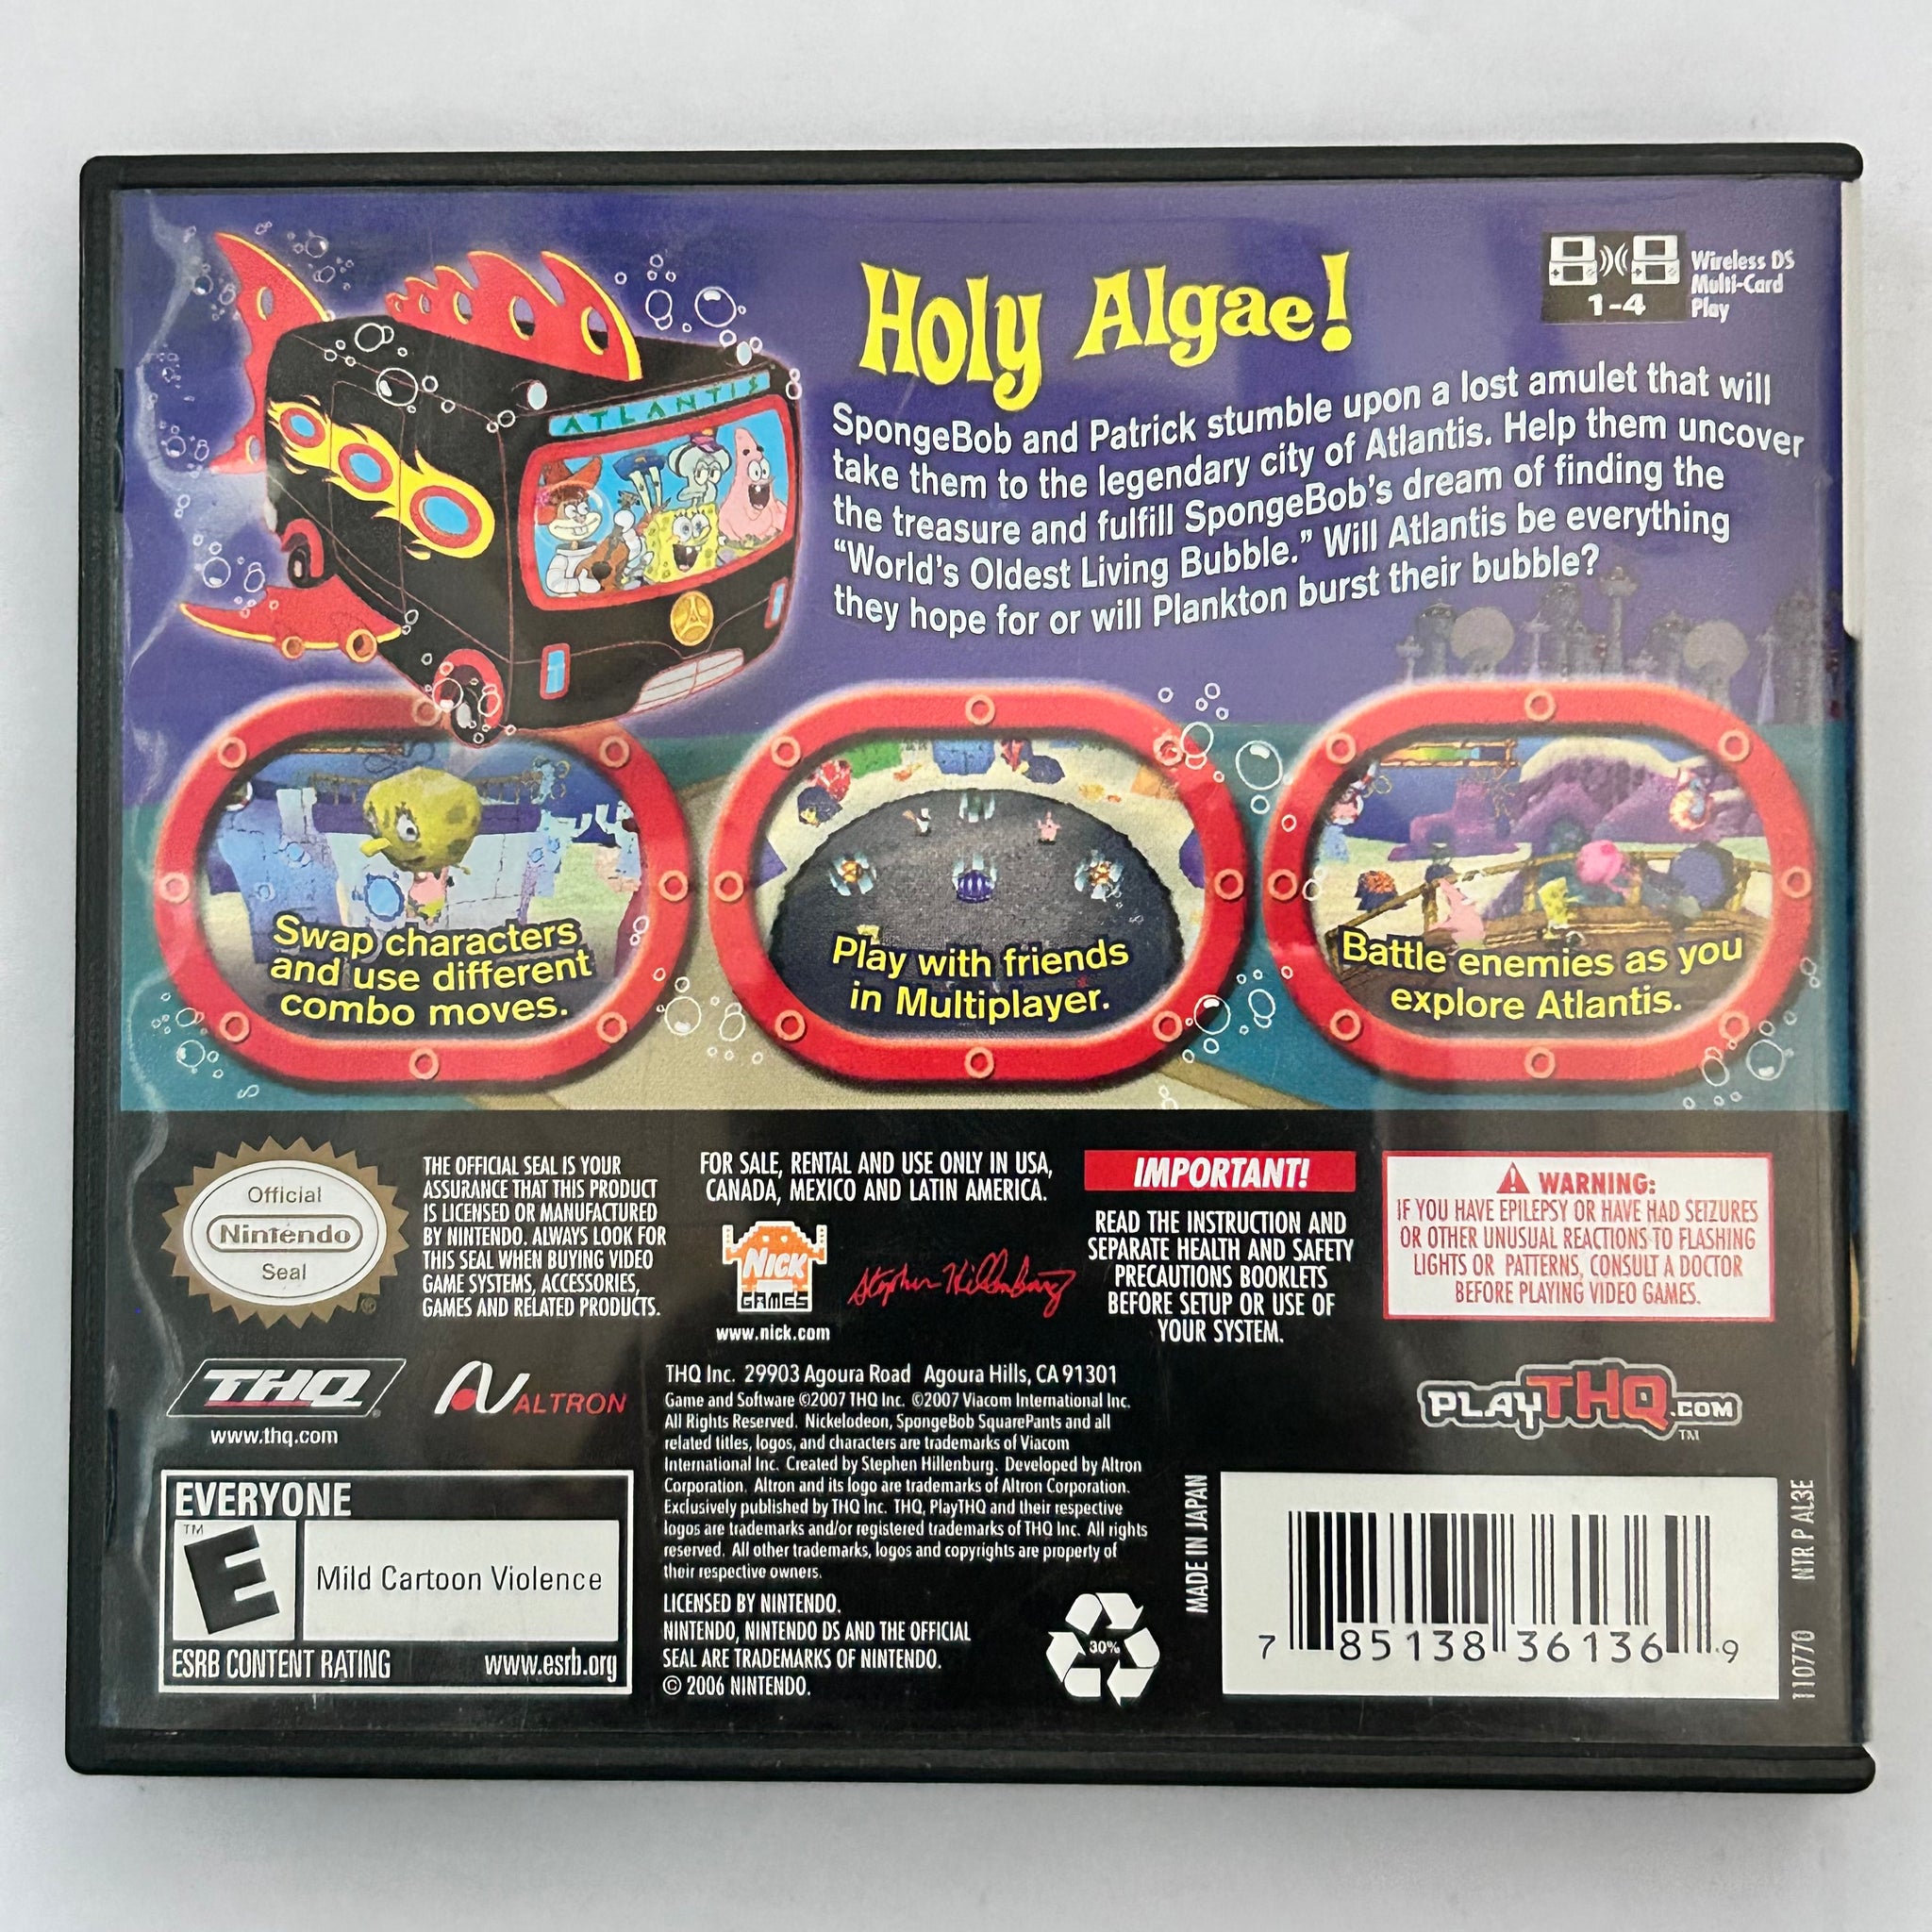 Holy Algae!
1-4
Wireless DS
Multi-Card
Play
SpongeBob and Patrick stumble upon a lost amulet that will
take them to the legendary city of Atlantis. Help them uncover
the treasure and fulfill SpongeBob's dream of finding the
“World's Oldest Living Bubble.” Will Atlantis be everything
they hope for or will Plankton burst their bubble?
ATLANTIS
Swap characters
and use different
combo moves.
Play with friends
in Multiplayer.
Battle enemies as you
explore Atlantis.
Official
Nintendo
Seal
®
THE OFFICIAL SEAL IS YOUR
ASSURANCE THAT THIS PRODUCT
IS LICENSED OR MANUFACTURED
BY NINTENDO. ALWAYS LOOK FOR
THIS SEAL WHEN BUYING VIDEO
GAME SYSTEMS, ACCESSORIES,
GAMES AND RELATED PRODUCTS.
FOR SALE, RENTAL AND USE ONLY IN USA,
CANADA, MEXICO AND LATIN AMERICA.
NICK
GAMES
www.nick.com
Stephen Hillenburg
IMPORTANT!
READ THE INSTRUCTION AND
SEPARATE HEALTH AND SAFETY
PRECAUTIONS BOOKLETS
BEFORE SETUP OR USE OF
YOUR SYSTEM.
WARNING:
IF YOU HAVE EPILEPSY OR HAVE HAD SEIZURES
OR OTHER UNUSUAL REACTIONS TO FLASHING
LIGHTS OR PATTERNS, CONSULT A DOCTOR
BEFORE PLAYING VIDEO GAMES.
THQ®
www.thq.com
ALTRON
THQ Inc. 29903 Agoura Road Agoura Hills, CA 91301
Game and Software ©2007 THQ Inc. ©2007 Viacom International Inc.
All Rights Reserved. Nickelodeon, SpongeBob SquarePants and all
related titles, logos, and characters are trademarks of Viacom
International Inc. Created by Stephen Hillenburg. Developed by Altron
Corporation. Altron and its logo are trademarks of Altron Corporation.
Exclusively published by THQ Inc. THQ, PlayTHQ and their respective
logos are trademarks and/or registered trademarks of THQ Inc. All rights
reserved. All other trademarks, logos and copyrights are property of
their respective owners.
LICENSED BY NINTENDO.
NINTENDO, NINTENDO DS AND THE OFFICIAL
SEAL ARE TRADEMARKS OF NINTENDO.
© 2006 NINTENDO.
30%
PLAYTHQ.COM
TM
EVERYONE
TM
E
Mild Cartoon Violence
ESRB CONTENT RATING www.esrb.org
MADE IN JAPAN
7 85138 36136 9
110770 NTR P AL3E